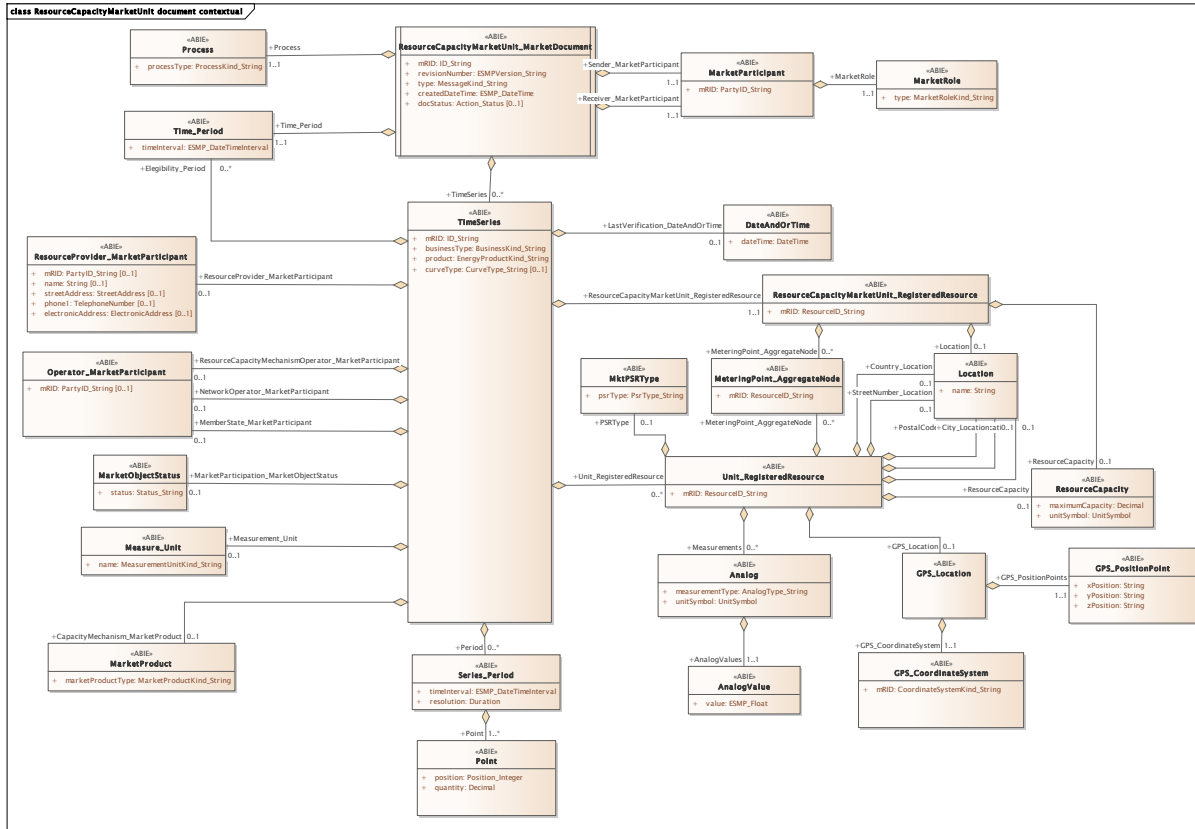 class ResourceCapacityMarketUnit document contextual
«ABIE»
Process
+ processType: ProcessKind_String
+Process
1..1
«ABIE»
ResourceCapacityMarketUnit_MarketDocument
+ mRID: ID_String
+ revisionNumber: ESMPVersion_String
+ type: MessageKind_String
+ createdDateTime: ESMP_DateTime
+ docStatus: Action_Status [0..1]
+Sender_MarketParticipant
1..1
+Receiver_MarketParticipant
1..1
«ABIE»
MarketParticipant
+ mRID: PartyID_String
+MarketRole
1..1
«ABIE»
MarketRole
+ type: MarketRoleKind_String
«ABIE»
Time_Period
+ timeInterval: ESMP_DateTimeInterval
+Time_Period
1..1
+Elegibility_Period 0..*
+TimeSeries 0..*
«ABIE»
TimeSeries
+ mRID: ID_String
+ businessType: BusinessKind_String
+ product: EnergyProductKind_String
+ curveType: CurveType_String [0..1]
+LastVerification_DateAndOrTime
0..1
«ABIE»
DateAndOrTime
+ dateTime: DateTime
«ABIE»
ResourceProvider_MarketParticipant
+ mRID: PartyID_String [0..1]
+ name: String [0..1]
+ streetAddress: StreetAddress [0..1]
+ phone1: TelephoneNumber [0..1]
+ electronicAddress: ElectronicAddress [0..1]
+ResourceProvider_MarketParticipant
0..1
+ResourceCapacityMarketUnit_RegisteredResource
1..1
«ABIE»
ResourceCapacityMarketUnit_RegisteredResource
+ mRID: ResourceID_String
«ABIE»
Operator_MarketParticipant
+ mRID: PartyID_String [0..1]
+ResourceCapacityMechanismOperator_MarketParticipant
0..1
+NetworkOperator_MarketParticipant
0..1
+MemberState_MarketParticipant
0..1
+MeteringPoint_AggregateNode 0..*
+Location 0..1
«ABIE»
MktPSRType
+ psrType: PsrType_String
«ABIE»
MeteringPoint_AggregateNode
+ mRID: ResourceID_String
«ABIE»
Location
+ name: String
+Country_Location
0..1
+StreetNumber_Location
0..1
+PSRType 0..1
+MeteringPoint_AggregateNode 0..*
+PostalCod
+City_Location
0..1
«ABIE»
MarketObjectStatus
+ status: Status_String
+MarketParticipation_MarketObjectStatus
0..1
+Unit_RegisteredResource
0..*
«ABIE»
Unit_RegisteredResource
+ mRID: ResourceID_String
+ResourceCapacity 0..1
+ResourceCapacity
0..1
«ABIE»
ResourceCapacity
+ maximumCapacity: Decimal
+ unitSymbol: UnitSymbol
«ABIE»
Measure_Unit
+ name: MeasurementUnitKind_String
+Measurement_Unit
0..1
+Measurements 0..*
«ABIE»
Analog
+ measurementType: AnalogType_String
+ unitSymbol: UnitSymbol
+GPS_Location 0..1
«ABIE»
GPS_Location
+GPS_PositionPoints
1..1
«ABIE»
GPS_PositionPoint
+ xPosition: String
+ yPosition: String
+ zPosition: String
+CapacityMechanism_MarketProduct 0..1
«ABIE»
MarketProduct
+ marketProductType: MarketProductKind_String
+Period 0..*
«ABIE»
Series_Period
+ timeInterval: ESMP_DateTimeInterval
+ resolution: Duration
+AnalogValues 1..1
«ABIE»
AnalogValue
+ value: ESMP_Float
+GPS_CoordinateSystem 1..1
«ABIE»
GPS_CoordinateSystem
+ mRID: CoordinateSystemKind_String
+Point 1..*
«ABIE»
Point
+ position: Position_Integer
+ quantity: Decimal